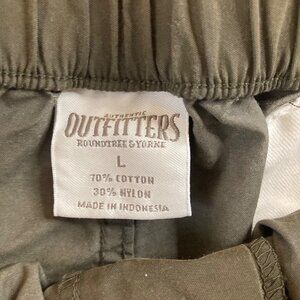 AUTHENTIC
OUTFITTERS
ROUNDTREE & YORKE
L
70% COTTON
30% NYLON
MADE IN INDONESIA